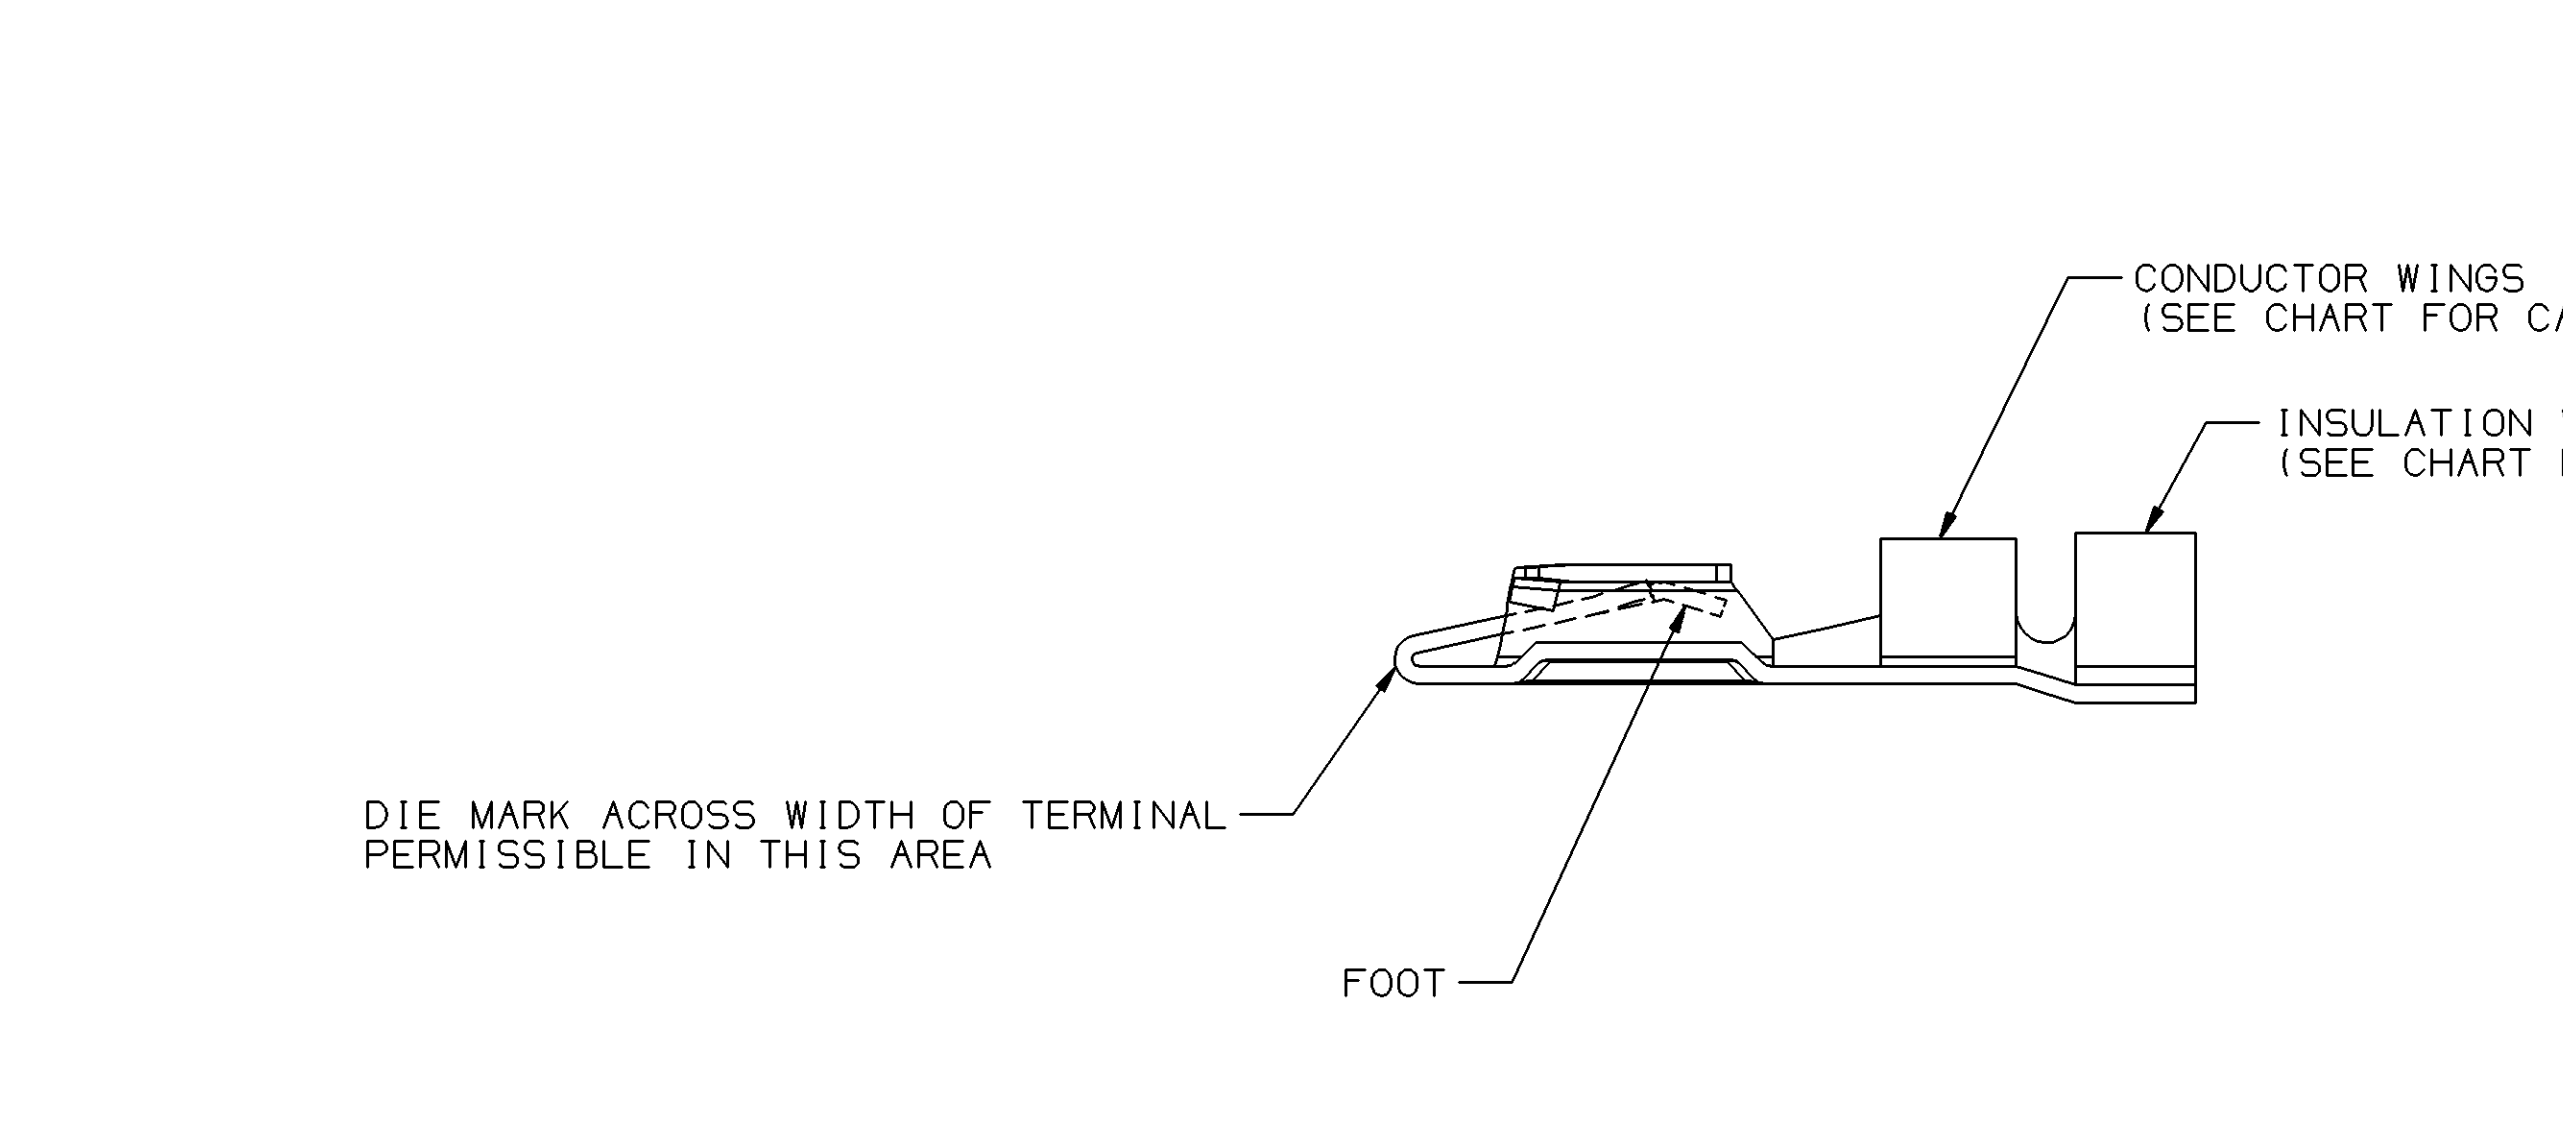 CONDUCTOR WINGS
(SEE CHART FOR
INSULATION
(SEE CHART
DIE MARK ACROSS WIDTH OF TERMINAL
PERMISSIBLE IN THIS AREA
FOOT